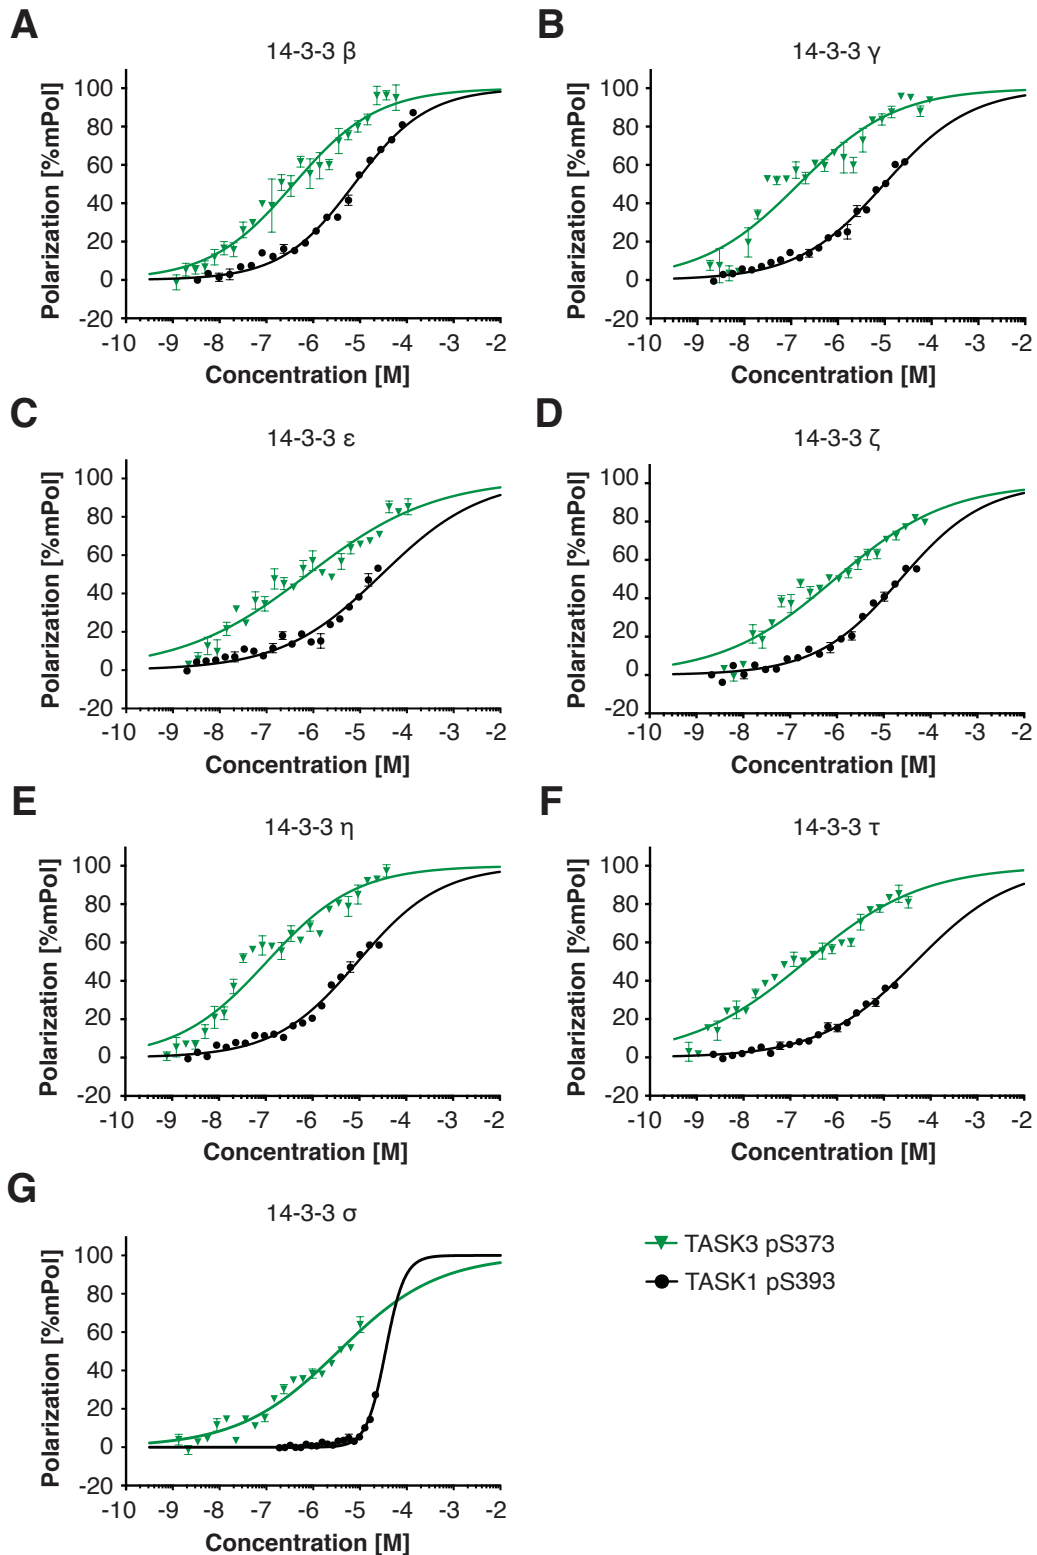 A
14-3-3 β
Polarization [%mPol]
100
80
60
40
20
0
-20
-10 -9 -8 -7 -6 -5 -4 -3 -2
Concentration [M]
B
14-3-3 γ
Polarization [%mPol]
100
80
60
40
20
0
-20
-10 -9 -8 -7 -6 -5 -4 -3 -2
Concentration [M]
C
14-3-3 ε
Polarization [%mPol]
100
80
60
40
20
0
-20
-10 -9 -8 -7 -6 -5 -4 -3 -2
Concentration [M]
D
14-3-3 ζ
Polarization [%mPol]
100
80
60
40
20
0
-20
-10 -9 -8 -7 -6 -5 -4 -3 -2
Concentration [M]
E
14-3-3 η
Polarization [%mPol]
100
80
60
40
20
0
-20
-10 -9 -8 -7 -6 -5 -4 -3 -2
Concentration [M]
F
14-3-3 τ
Polarization [%mPol]
100
80
60
40
20
0
-20
-10 -9 -8 -7 -6 -5 -4 -3 -2
Concentration [M]
G
14-3-3 σ
Polarization [%mPol]
100
80
60
40
20
0
-20
-10 -9 -8 -7 -6 -5 -4 -3 -2
Concentration [M]
TASK3 pS373
TASK1 pS393